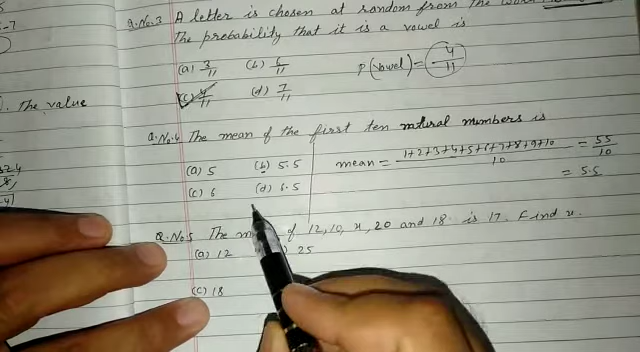 Q.No.3 A letter is chosen at random from the word
The probability that it is a vowel is
(a) 3/11 (b) 6/11
(c) 4/11 (d) 7/11
P(vowel) = 4/11
The value
Q.No.4 The mean of the first ten natural numbers is
(a) 5 (b) 5.5
(c) 6 (d) 6.5
mean = 1+2+3+4+5+6+7+8+9+10/10 = 55/10
= 5.5
Q.No.5 The of 12, 10, x, 20 and 18 is 17. Find x.
(a) 12 25
(c) 18